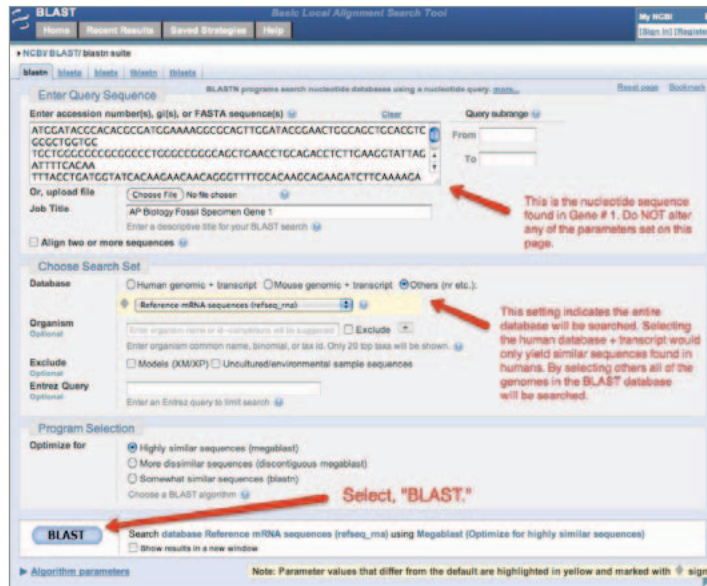 BLAST
Basic Local Alignment Search Tool
My NCBI
Home Recent Results Saved Strategies Help
[Sign In] [Register
NCBI/ BLAST/ blastn suite
blastn blastp blastx tblastn tblastx
Enter Query Sequence
BLASTN programs search nucleotide databases using a nucleotide query. more...
Reset page Bookmark
Enter accession number(s), gi(s), or FASTA sequence(s)
Clear
Query subrange
ATGGATACGCACACGCGATGGAAAAGGCGCAGTTGGATACCGAACTGGCAGCTGCACGTC
GCGCTGGTGC
TGCTGGGCGCCGCGGCCCTGGGCCGGGCAGCTGAACCTGCAGACCTCTTGAAGGTATTAG
ATTTTCACAA
TTTACCTGATGGTATCACAAGAACAACAGGGTTTTGCACAAGCAGAAGATCTTCAAAAGA
From
To
Or, upload file
Choose File No file chosen
Job Title
AP Biology Fossil Specimen Gene 1
Enter a descriptive title for your BLAST search
Align two or more sequences
This is the nucleotide sequence
found in Gene # 1. Do NOT alter
any of the parameters set on
this page.
Choose Search Set
Database
Human genomic + transcript Mouse genomic + transcript Others (nr etc.):
Reference mRNA sequences (refseq_rna)
Organism
Optional
Enter organism name or id--completions will be suggested
Exclude +
Enter organism common name, binomial, or tax id. Only 20 top taxa will be shown.
Exclude
Optional
Models (XM/XP) Uncultured/environmental sample sequences
Entrez Query
Optional
Enter an Entrez query to limit search
This setting indicates the entire
database will be searched. Selecting
the human database + transcript would
only yield similar sequences found in
humans. By selecting others all of the
genomes in the BLAST database
will be searched.
Program Selection
Optimize for
Highly similar sequences (megablast)
More dissimilar sequences (discontiguous megablast)
Somewhat similar sequences (blastn)
Choose a BLAST algorithm
Select, "BLAST."
BLAST
Search database Reference mRNA sequences (refseq_rna) using Megablast (Optimize for highly similar sequences)
Show results in a new window
Algorithm parameters
Note: Parameter values that differ from the default are highlighted in yellow and marked with sign